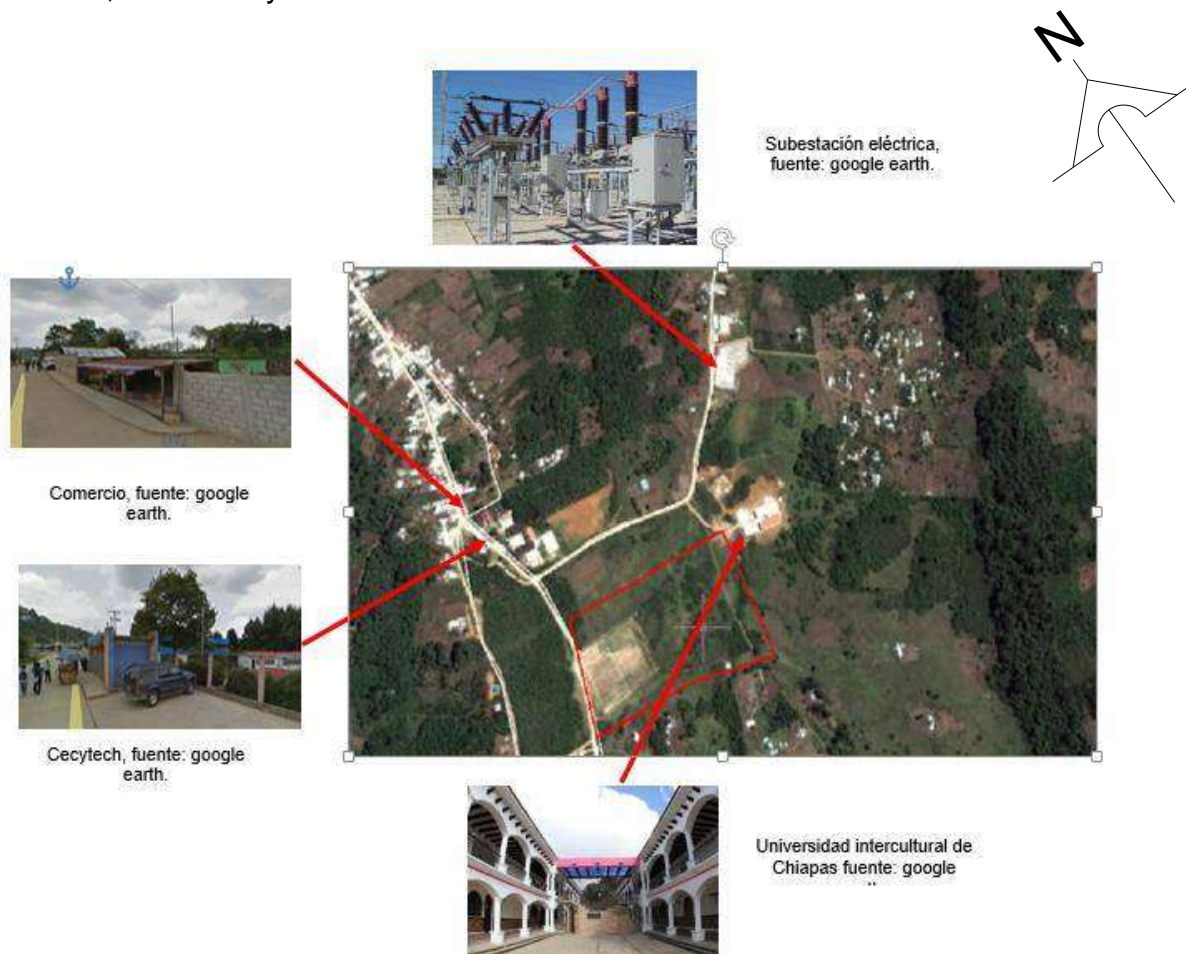 N
Subestación eléctrica,
fuente: google earth.
Comercio, fuente: google
earth.
Cecytech, fuente: google
earth.
Universidad intercultural de
Chiapas fuente: google